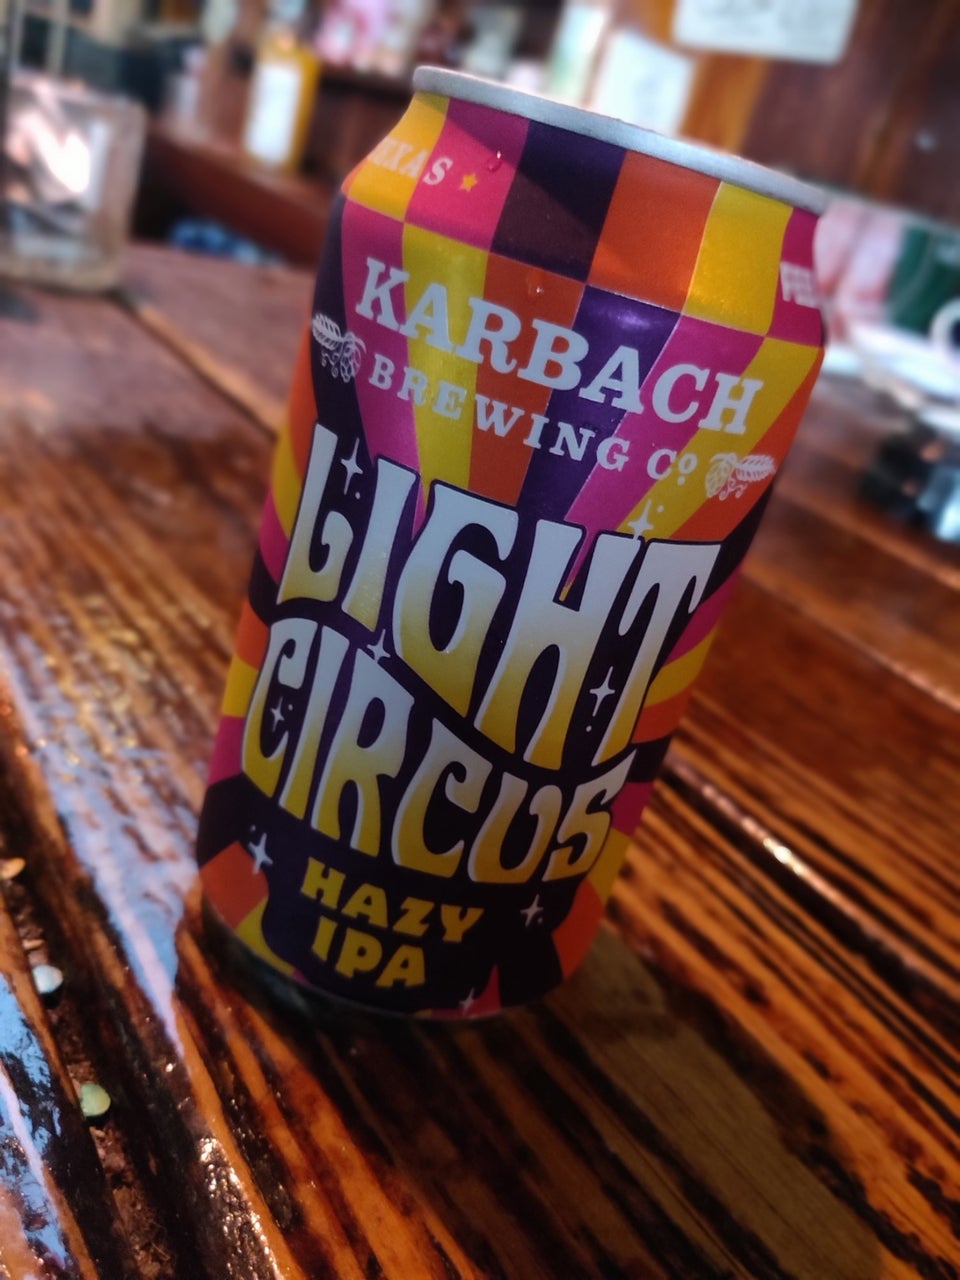 KARBACH
BREWING Cº
LIGHT
CIRCUS
HAZY
IPA